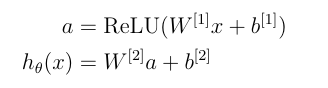 a = ReLU(W^{[1]}x + b^{[1]})
h_θ(x) = W^{[2]}a + b^{[2]}